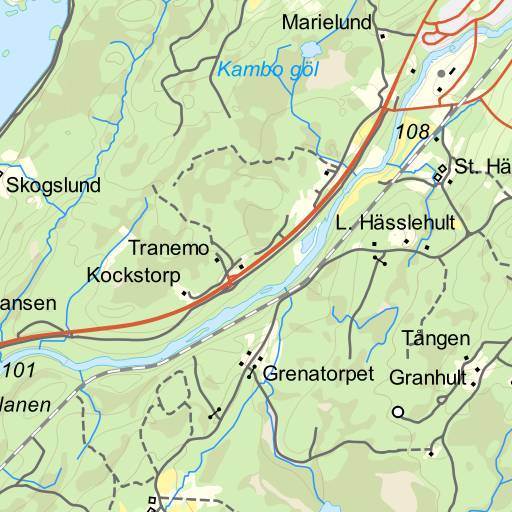 Marielund
Kambo göl
108
St. Hä
Skogslund
L. Hässlehult
Tranemo
Kockstorp
ansen
Tången
101
Grenatorpet
Granhult
lanen